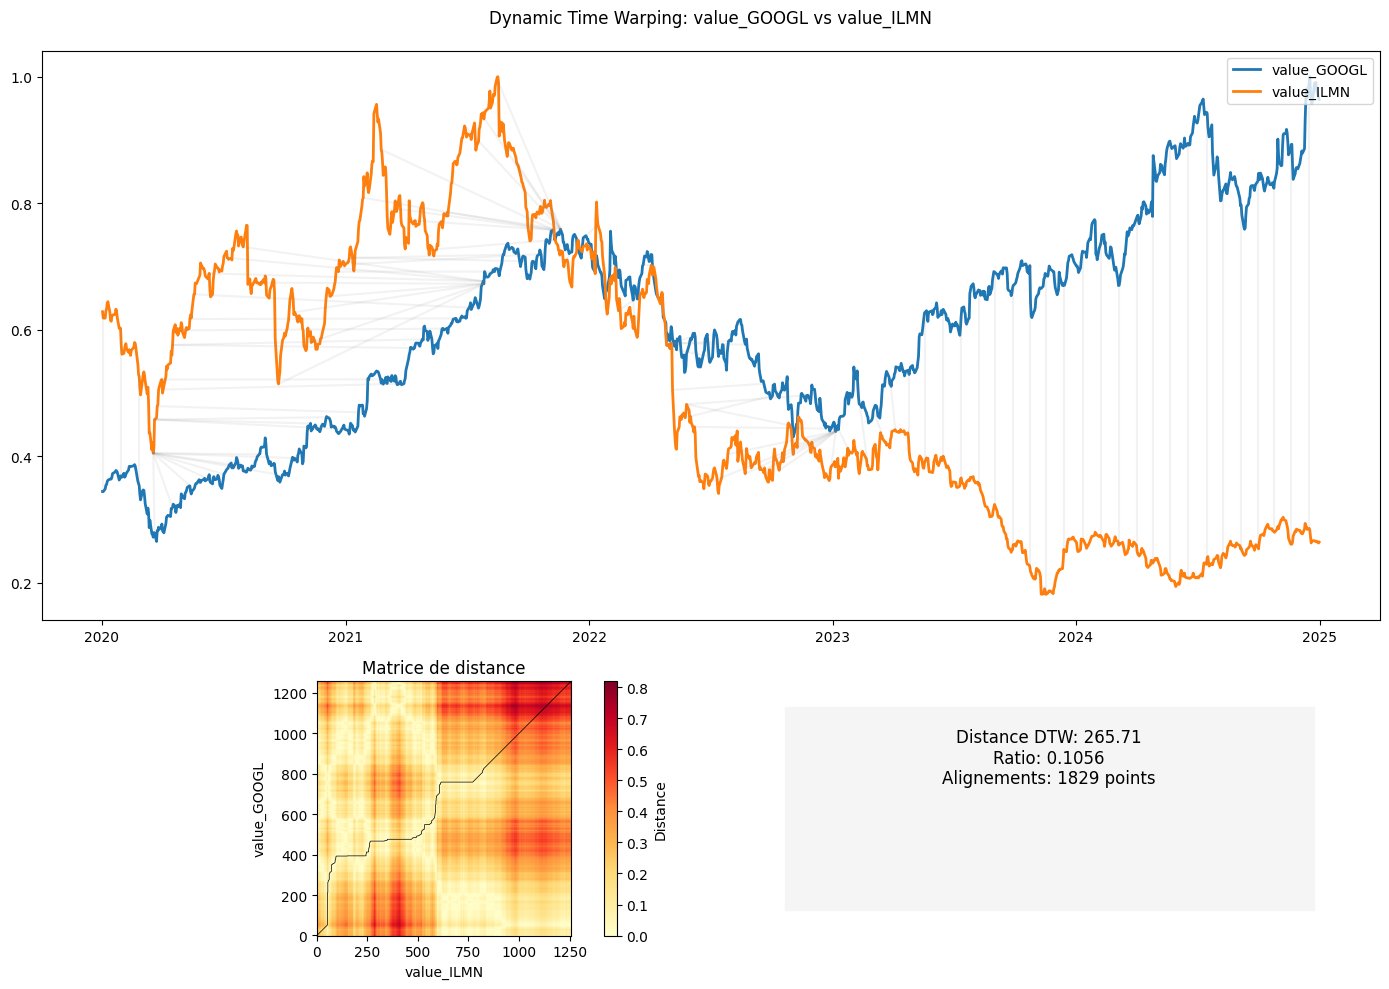 Dynamic Time Warping: value_GOOGL vs value_ILMN
value_GOOGL
value_ILMN
1.0
0.8
0.6
0.4
0.2
2020 2021 2022 2023 2024 2025
Matrice de distance
value_GOOGL
1200
1000
800
600
400
200
0
0 250 500 750 1000 1250
value_ILMN
0.8
0.7
0.6
0.5
0.4
0.3
0.2
0.1
0.0
Distance
Distance DTW: 265.71
Ratio: 0.1056
Alignements: 1829 points